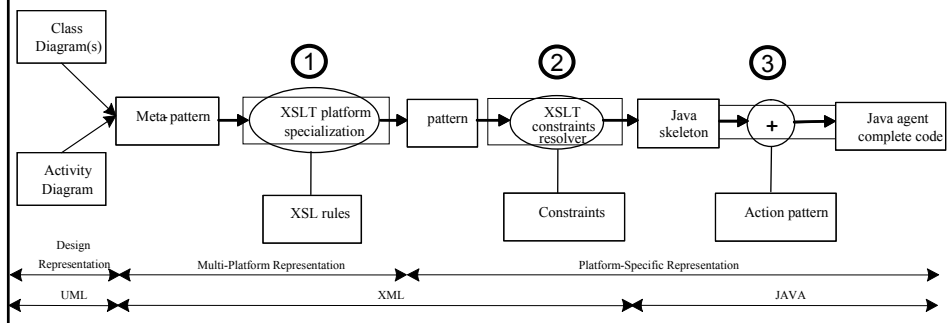 Class
Diagram(s)
1
2
3
Meta-pattern
XSLT platform
specialization
pattern
XSLT
constraints
resolver
Java
skeleton
+
Java agent
complete code
Activity
Diagram
XSL rules
Constraints
Action pattern
Design
Representation
Multi-Platform Representation
Platform-Specific Representation
UML
XML
JAVA